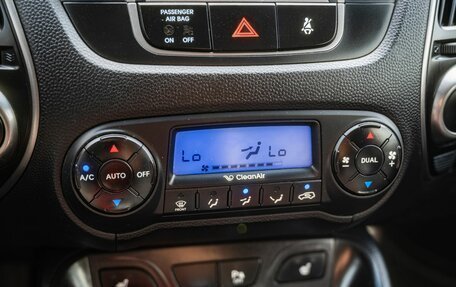 PASSENGER
AIR BAG
ON OFF
Lo Lo
CleanAir
A/C AUTO OFF
DUAL
FRONT